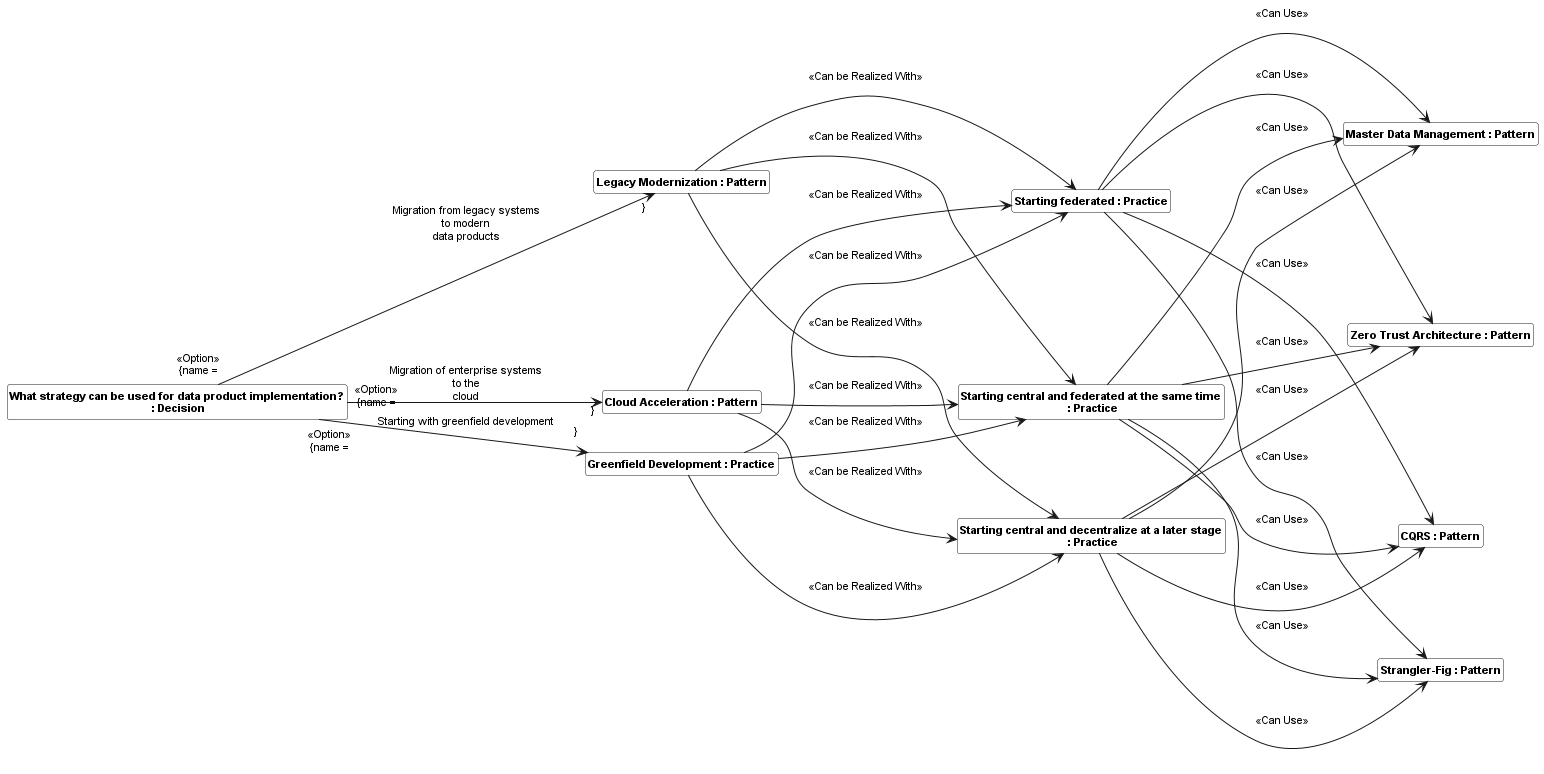 «Can Use»
«Can be Realized With»
«Can Use»
Master Data Management : Pattern
«Can be Realized With»
«Can Use»
Legacy Modernization : Pattern
«Can be Realized With»
«Can Use»
Starting federated : Practice
}
Migration from legacy systems
to modern
data products
«Can be Realized With»
«Can Use»
«Can be Realized With»
Zero Trust Architecture : Pattern
«Can Use»
«Option»
{name =
Migration of enterprise systems
to the
cloud
«Can be Realized With»
«Can Use»
What strategy can be used for data product implementation?
: Decision
«Option»
{name =
}
Cloud Acceleration : Pattern
Starting central and federated at the same time
: Practice
Starting with greenfield development
}
«Option»
{name =
«Can be Realized With»
Greenfield Development : Practice
«Can be Realized With»
«Can Use»
Starting central and decentralize at a later stage
: Practice
«Can Use»
CQRS : Pattern
«Can be Realized With»
«Can Use»
«Can Use»
Strangler-Fig : Pattern
«Can Use»